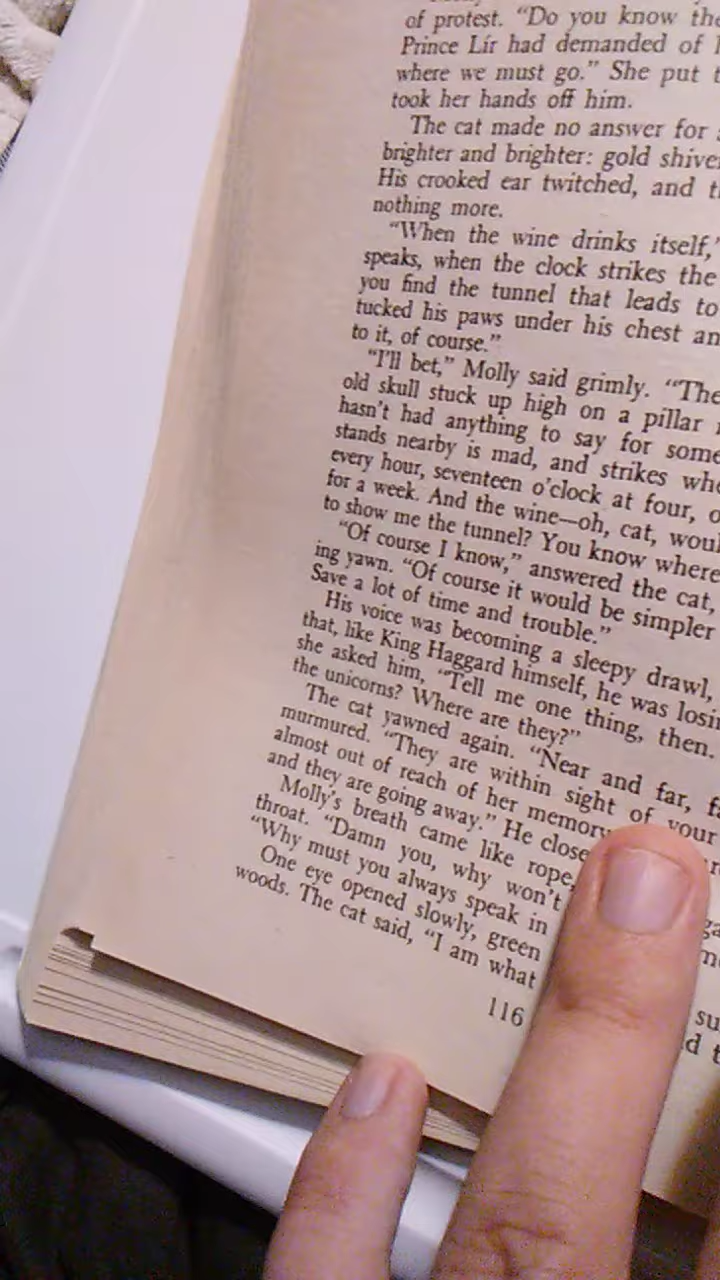 of protest. "Do you know the
Prince Lír had demanded of
where we must go." She put
took her hands off him.
The cat made no answer for
brighter and brighter: gold
His crooked ear twitched, and
nothing more.
"When the wine drinks itself,"
speaks, when the clock strikes the
you find the tunnel that leads to
tucked his paws under his chest
to it, of course."
"I'll bet," Molly said grimly. "The
old skull stuck up high on a pillar
hasn't had anything to say for some
stands nearby is mad, and strikes
every hour, seventeen o'clock at four,
for a week. And the wine—oh, cat,
to show me the tunnel? You know where
"Of course I know," answered the cat,
ing yawn. "Of course it would be simpler
Save a lot of time and trouble."
His voice was becoming a sleepy drawl,
that, like King Haggard himself, he was
she asked him, "Tell me one thing, then.
the unicorns? Where are they?"
The cat yawned again. "Near and far,
murmured. "They are within sight of your
almost out of reach of her memory
and they are going away." He
Molly's breath came like rope,
throat. "Damn you, why won't
"Why must you always speak in
One eye opened slowly, green
woods. The cat said, "I am what
116